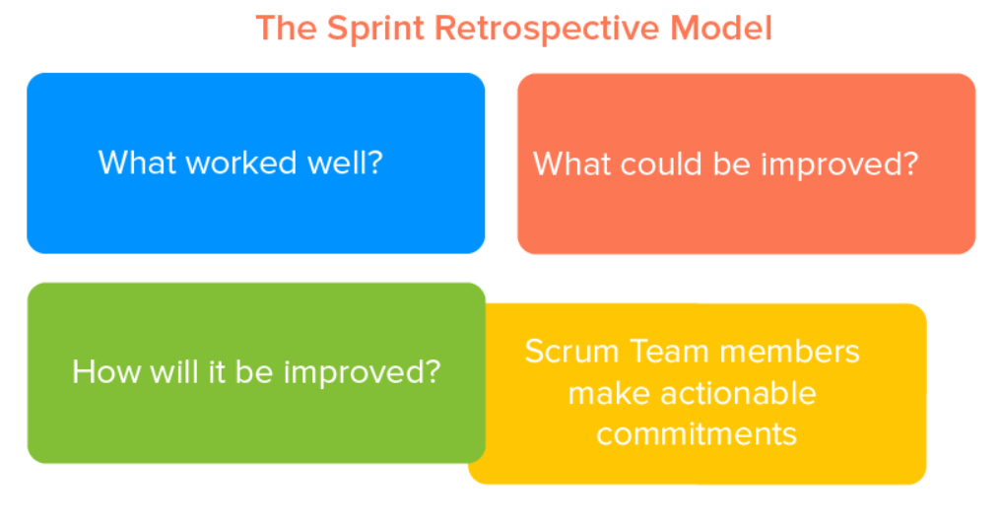 The Sprint Retrospective Model
What worked well?
What could be improved?
How will it be improved?
Scrum Team members
make actionable
commitments